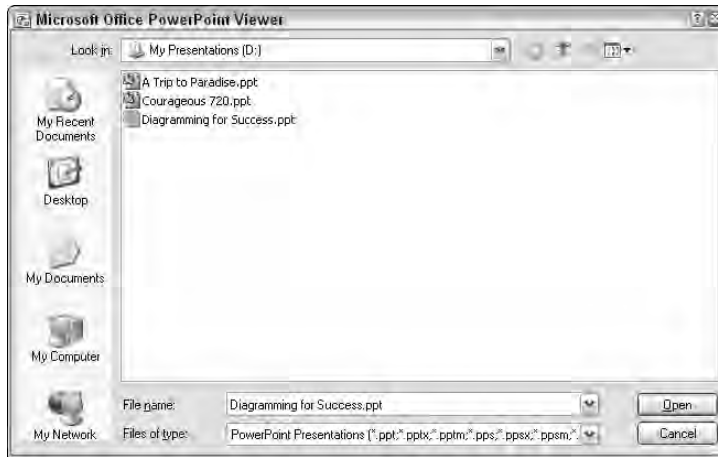 Microsoft Office PowerPoint Viewer
Look in: My Presentations (D:)
A Trip to Paradise.ppt
Courageous 720.ppt
Diagramming for Success.ppt
My Recent
Documents
Desktop
My Documents
My Computer
My Network
File name: Diagramming for Success.ppt Open
Files of type: PowerPoint Presentations (*.ppt;*.pptx;*.pptm;*.pps;*.ppsx;*.ppsm;*. Cancel